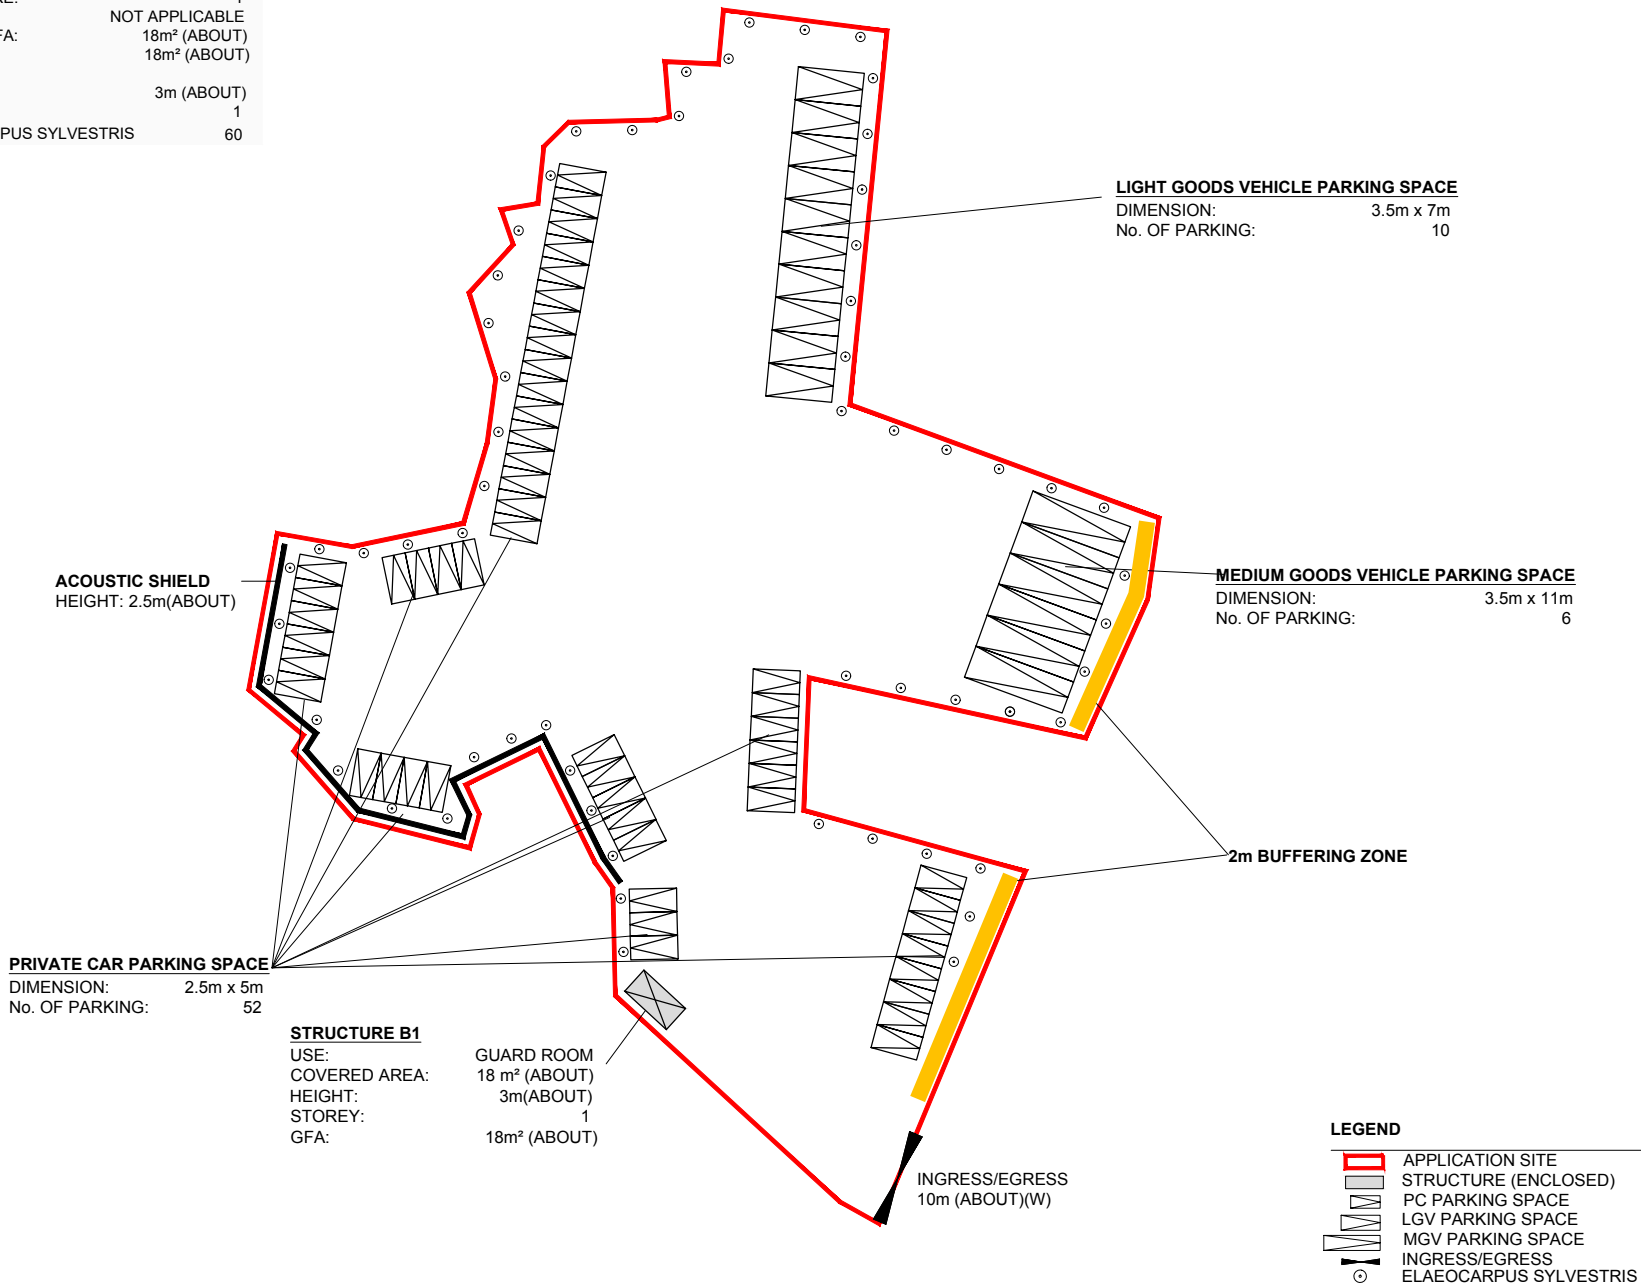 NOT APPLICABLE
FA: 18m² (ABOUT)
18m² (ABOUT)
3m (ABOUT)
1
PUS SYLVESTRIS 60
LIGHT GOODS VEHICLE PARKING SPACE
DIMENSION: 3.5m x 7m
No. OF PARKING: 10
ACOUSTIC SHIELD
HEIGHT: 2.5m(ABOUT)
MEDIUM GOODS VEHICLE PARKING SPACE
DIMENSION: 3.5m x 11m
No. OF PARKING: 6
2m BUFFERING ZONE
PRIVATE CAR PARKING SPACE
DIMENSION: 2.5m x 5m
No. OF PARKING: 52
STRUCTURE B1
USE: GUARD ROOM
COVERED AREA: 18 m² (ABOUT)
HEIGHT: 3m(ABOUT)
STOREY: 1
GFA: 18m² (ABOUT)
INGRESS/EGRESS
10m (ABOUT)(W)
LEGEND
APPLICATION SITE
STRUCTURE (ENCLOSED)
PC PARKING SPACE
LGV PARKING SPACE
MGV PARKING SPACE
INGRESS/EGRESS
ELAEOCARPUS SYLVESTRIS